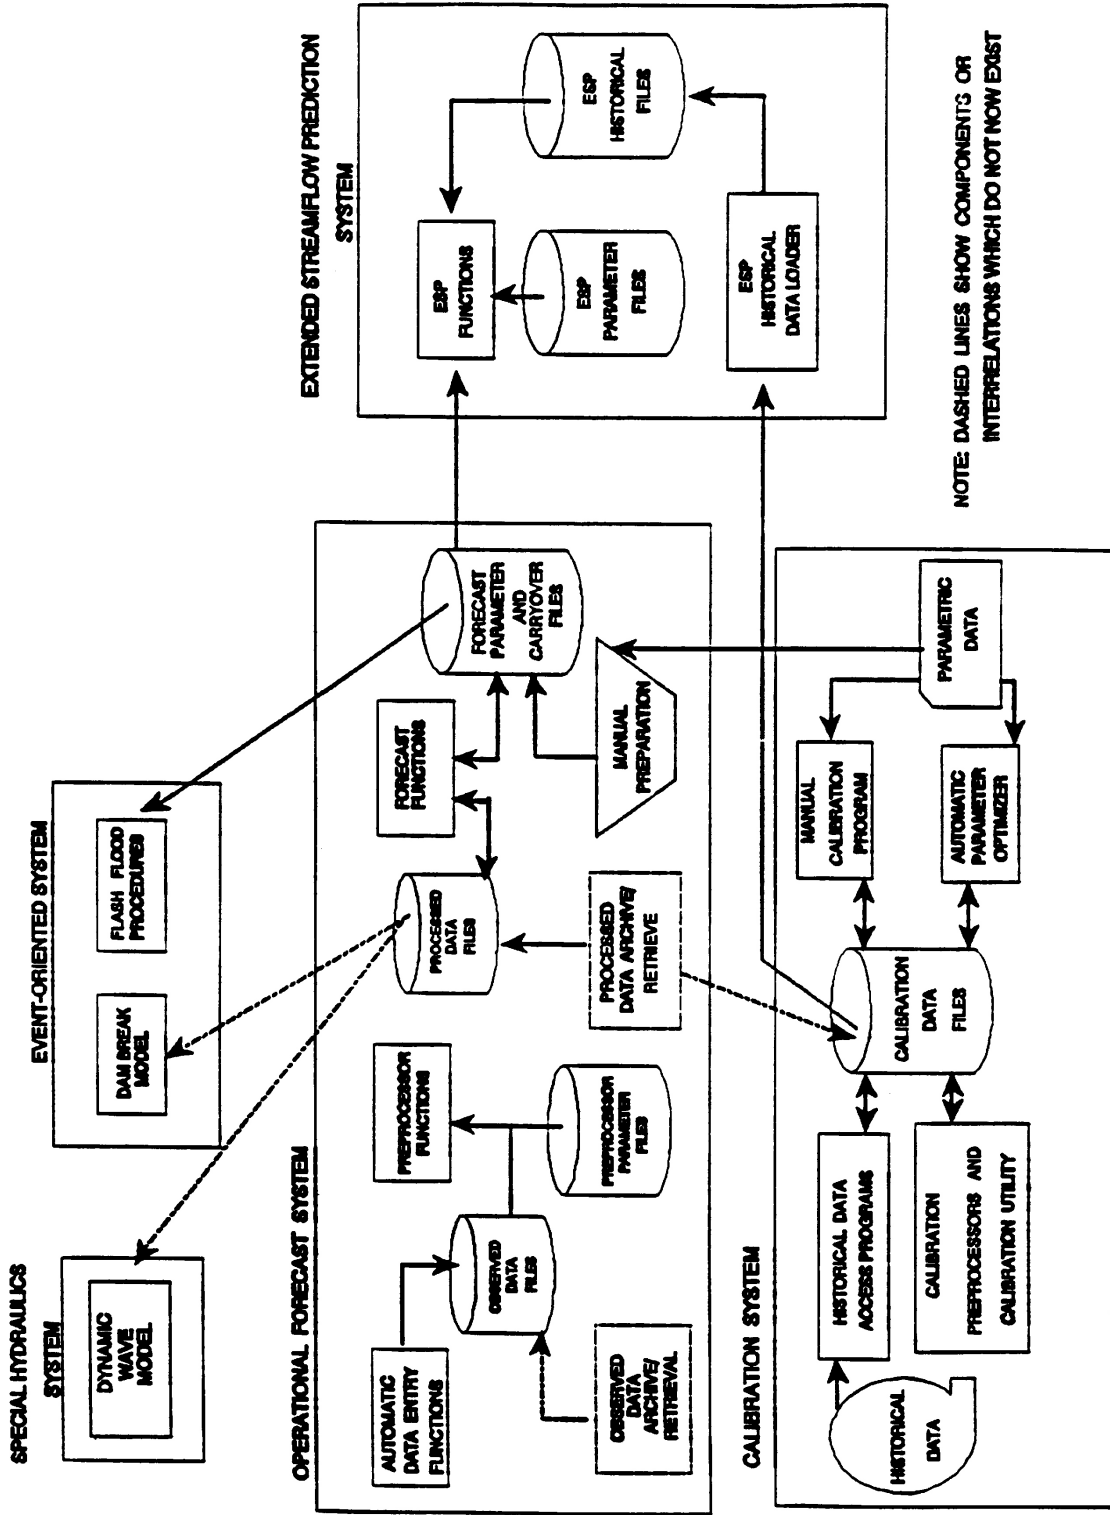 SPECIAL HYDRAULICS
SYSTEM
DYNAMIC
WAVE
MODEL
EVENT-ORIENTED SYSTEM
DAM BREAK
MODEL
FLASH FLOOD
PROCEDURES
OPERATIONAL FORECAST SYSTEM
AUTOMATIC
DATA ENTRY
FUNCTIONS
OBSERVED
DATA
FILES
OBSERVED
DATA
ARCHIVE/
RETRIEVAL
PREPROCESSOR
FUNCTIONS
PREPROCESSOR
PARAMETER
FILES
PROCESSED
DATA
FILES
PROCESSED
DATA ARCHIVE/
RETRIEVE
FORECAST
FUNCTIONS
MANUAL
PREPARATION
FORECAST
PARAMETER
AND
CARRYOVER
FILES
EXTENDED STREAMFLOW PREDICTION
SYSTEM
ESP
FUNCTIONS
ESP
PARAMETER
FILES
ESP
HISTORICAL
FILES
ESP
HISTORICAL
DATA LOADER
CALIBRATION SYSTEM
HISTORICAL
DATA
HISTORICAL DATA
ACCESS PROGRAMS
CALIBRATION
PREPROCESSORS AND
CALIBRATION UTILITY
CALIBRATION
DATA
FILES
MANUAL
CALIBRATION
PROGRAM
AUTOMATIC
PARAMETER
OPTIMIZER
PARAMETRIC
DATA
NOTE: DASHED LINES SHOW COMPONENTS OR
INTERRELATIONS WHICH DO NOT NOW EXIST